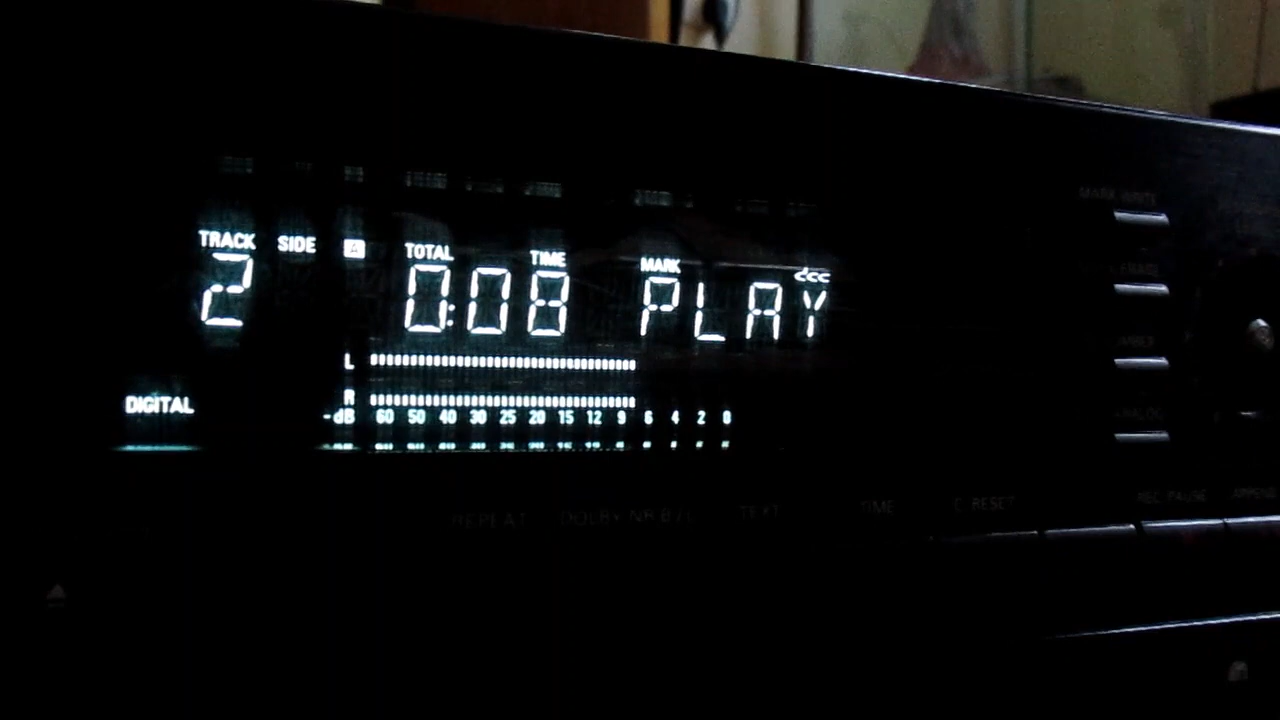 TRACK SIDE A TOTAL TIME MARK dcc
2 0:08 PLAY
L
R
DIGITAL -dB 60 50 40 30 25 20 15 12 9 6 4 2 0
REPEAT DOLBY NR B/C TEXT TIME C. RESET REC PAUSE APPEND
MARK WRITE
ERASE
ANALOG